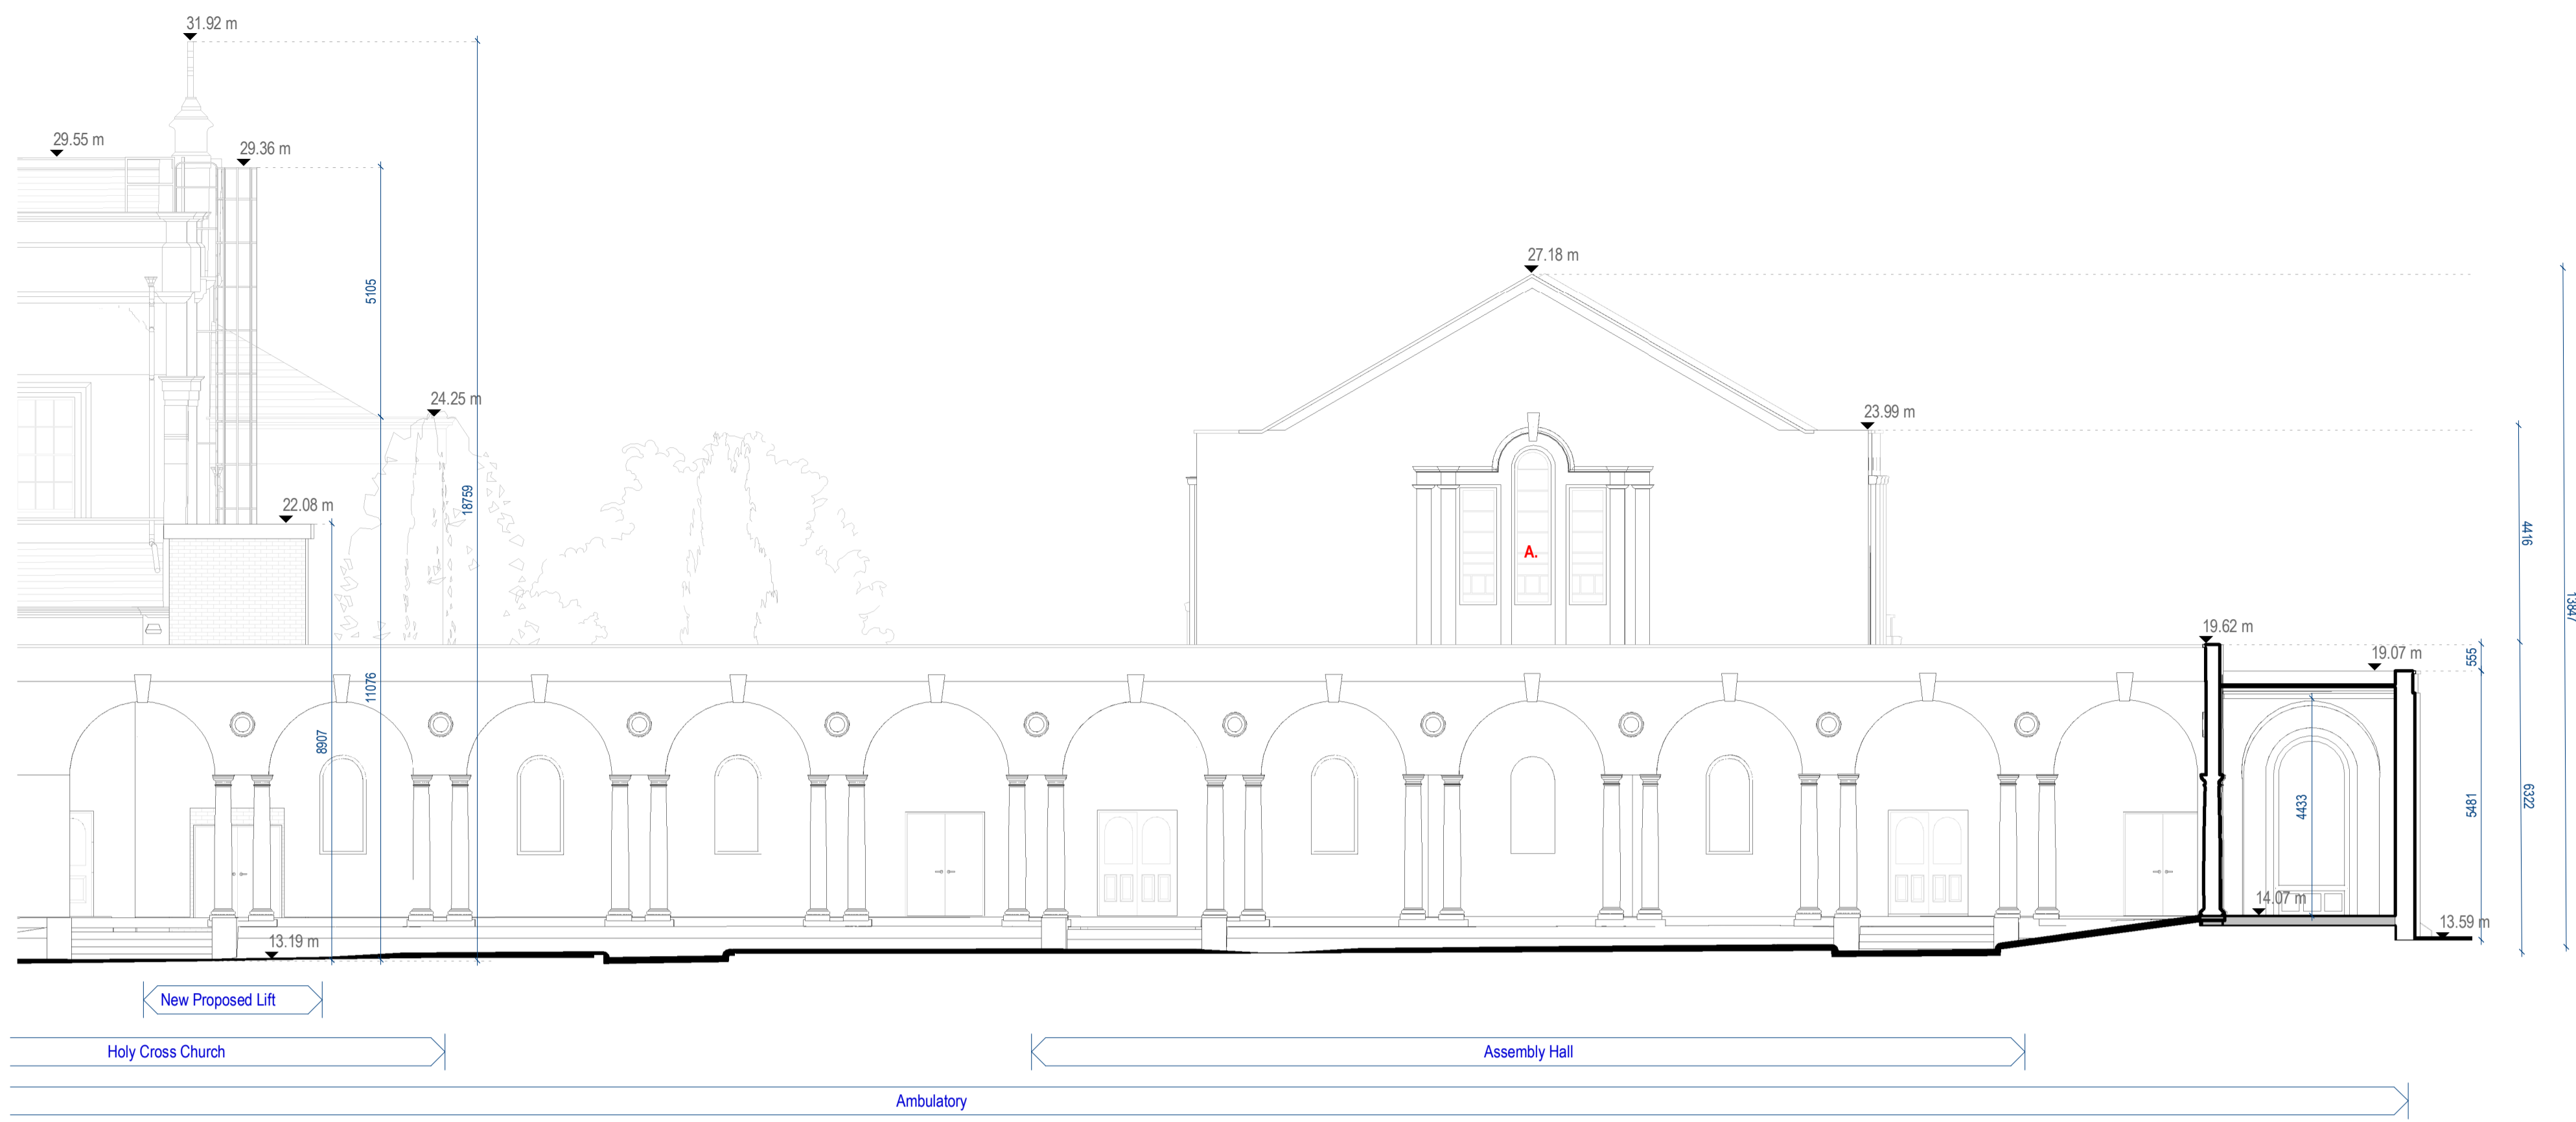 31.92 m
29.55 m
29.36 m
27.18 m
5105
24.25 m
23.99 m
18759
22.08 m
4416
A.
13847
19.62 m
19.07 m
555
11076
8907
4433
5481
6322
14.07 m
13.59 m
13.19 m
New Proposed Lift
Holy Cross Church
Assembly Hall
Ambulatory